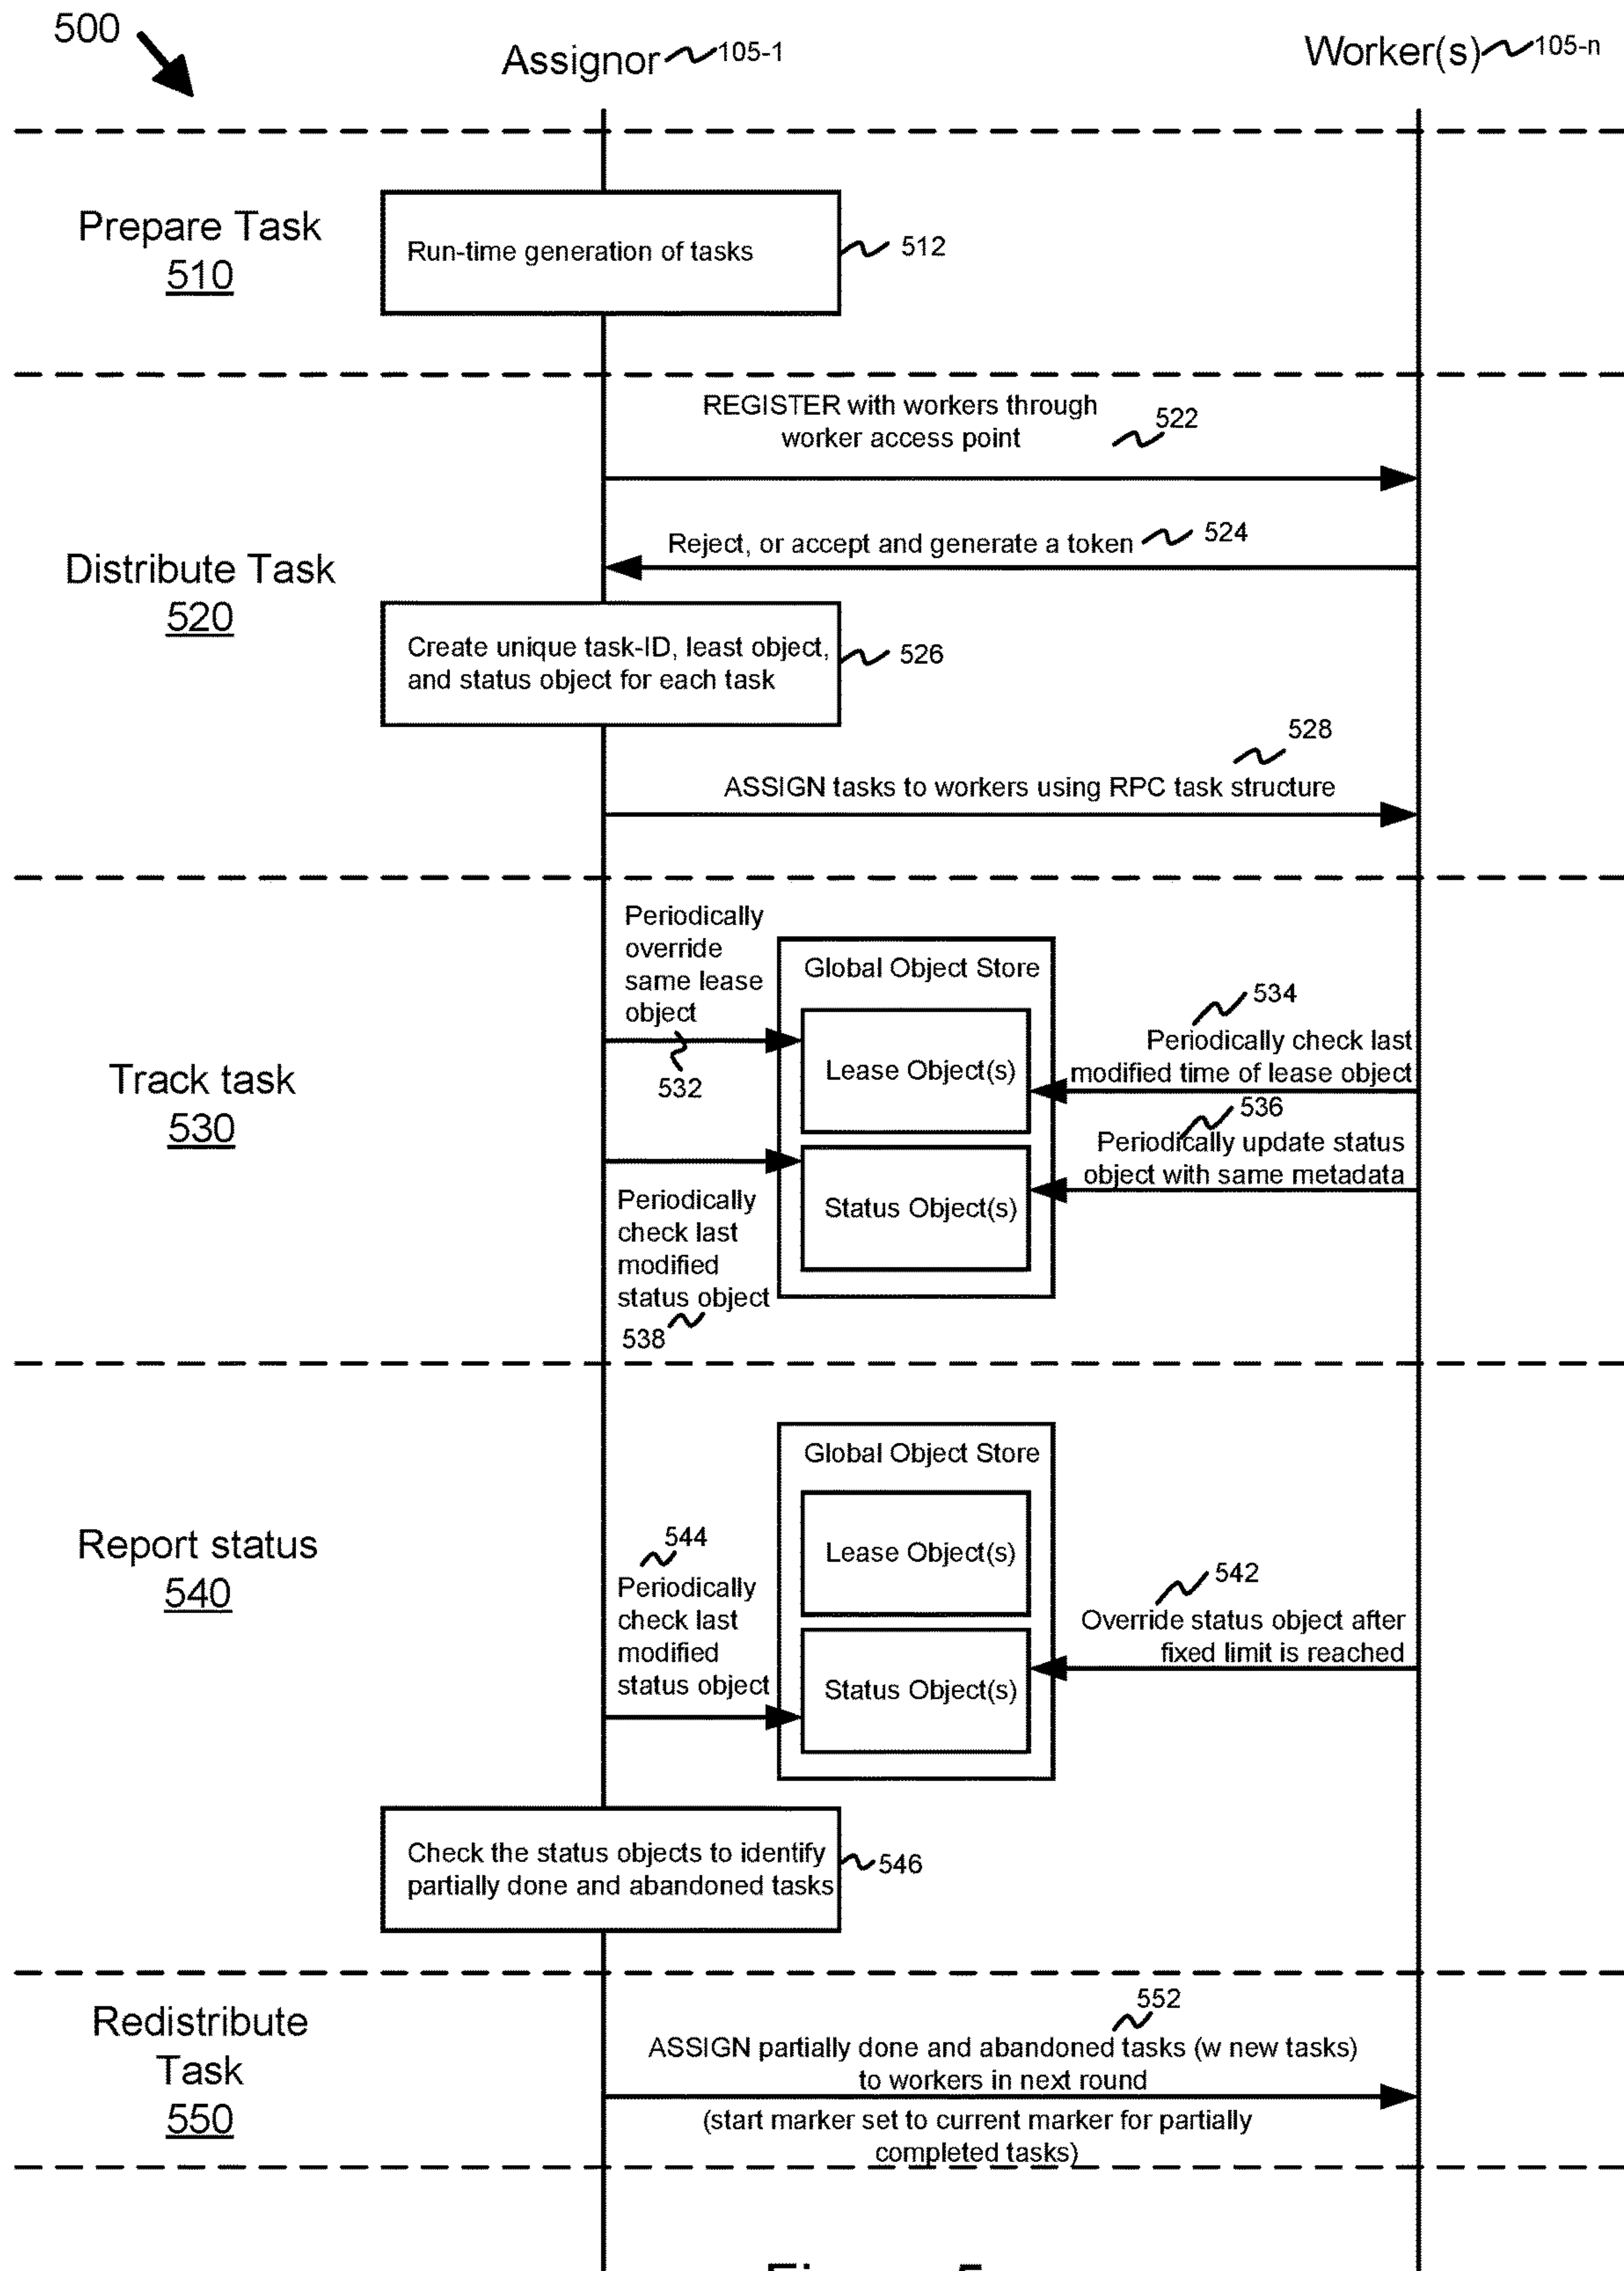 500
Assignor 105-1
Worker(s) 105-n
Prepare Task
510
Run-time generation of tasks
512
REGISTER with workers through
worker access point
522
Reject, or accept and generate a token
524
Distribute Task
520
Create unique task-ID, least object,
and status object for each task
526
528
ASSIGN tasks to workers using RPC task structure
Track task
530
Periodically
override
same lease
object
532
Global Object Store
Lease Object(s)
Status Object(s)
534
Periodically check last
modified time of lease object
536
Periodically update status
object with same metadata
Periodically
check last
modified
status object
538
Report status
540
544
Periodically
check last
modified
status object
Global Object Store
Lease Object(s)
Status Object(s)
542
Override status object after
fixed limit is reached
Check the status objects to identify
partially done and abandoned tasks
546
Redistribute
Task
550
552
ASSIGN partially done and abandoned tasks (w new tasks)
to workers in next round
(start marker set to current marker for partially
completed tasks)